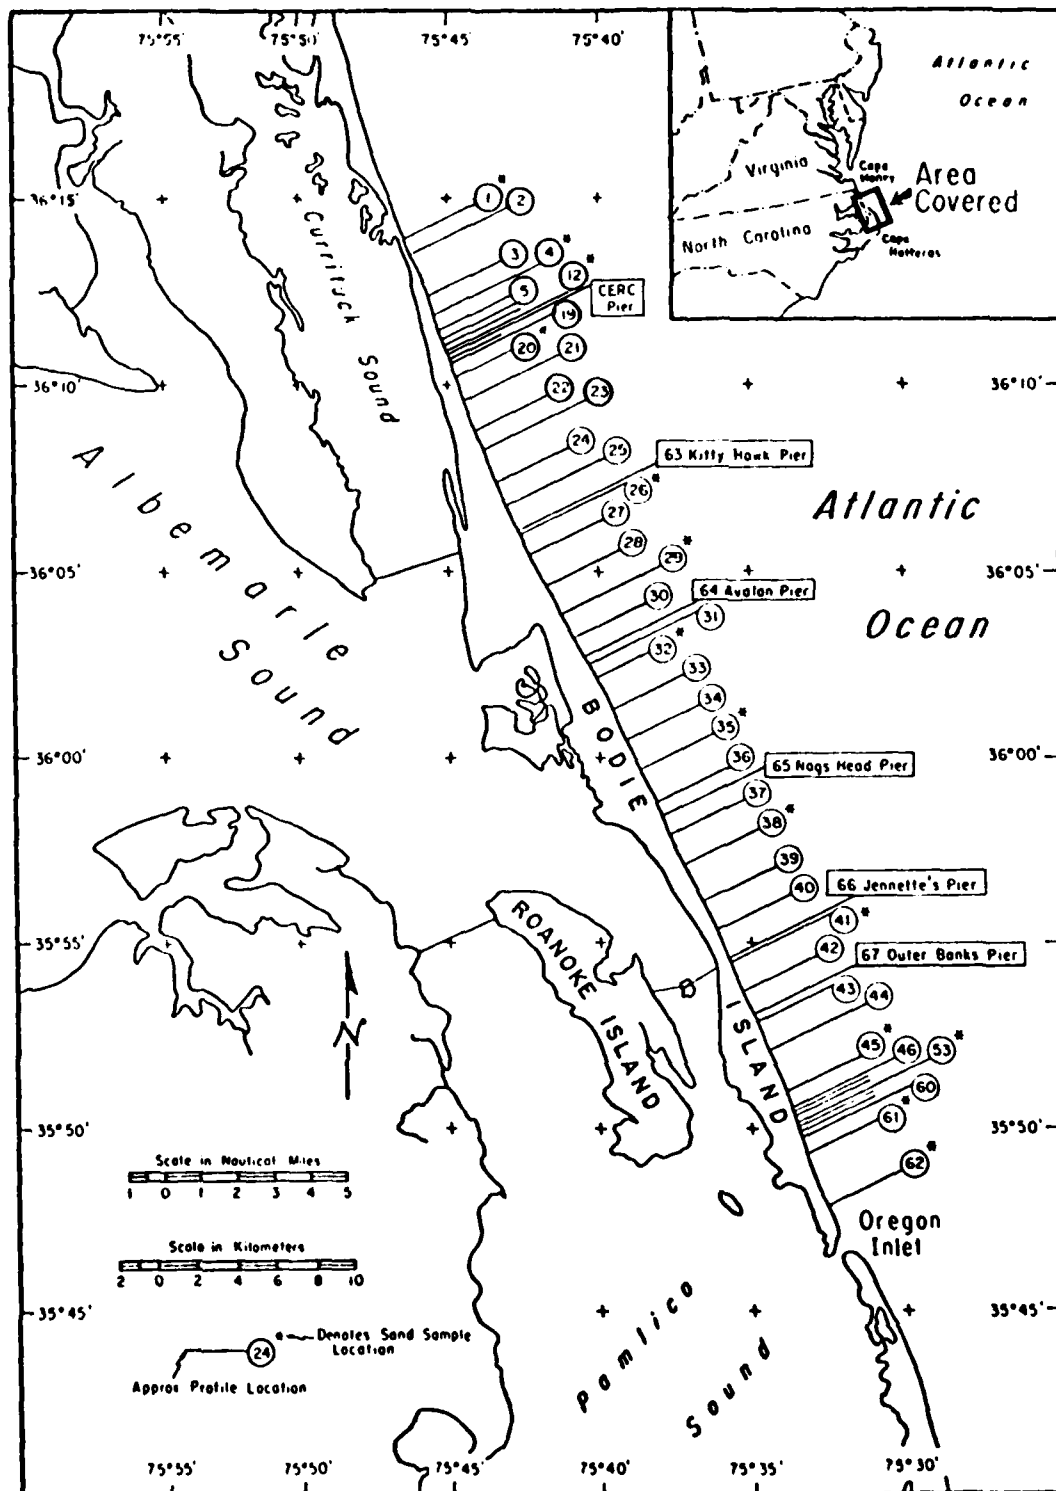 75°55'
75°50'
75°45'
75°40'
Atlantic
Ocean
Virginia
Cape
Henry
Area
Covered
North Carolina
Cape
Hatteras
36°15'
1*
2
3
4*
12*
5
CERC
Pier
19
20*
21
Currituck
Sound
36°10'
36°10'
22
23
24
25
63 Kitty Hawk Pier
26*
27
28
29*
Albemarle
Sound
Atlantic
Ocean
36°05'
36°05'
30
64 Avalon Pier
31
32*
33
34
35*
BODIE
ISLAND
36°00'
36°00'
36
65 Nags Head Pier
37
38*
39
40
66 Jennette's Pier
41*
42
67 Outer Banks Pier
43
44
ROANOKE
ISLAND
35°55'
35°55'
N
45*
46
53*
60
61*
62*
35°50'
35°50'
Scale in Nautical Miles
1 0 1 2 3 4 5
Scale in Kilometers
2 0 2 4 6 8 10
Oregon
Inlet
35°45'
35°45'
* Denotes Sand Sample
Location
24
Approx Profile Location
Pamlico
Sound
75°55'
75°50'
75°45'
75°40'
75°35'
75°30'